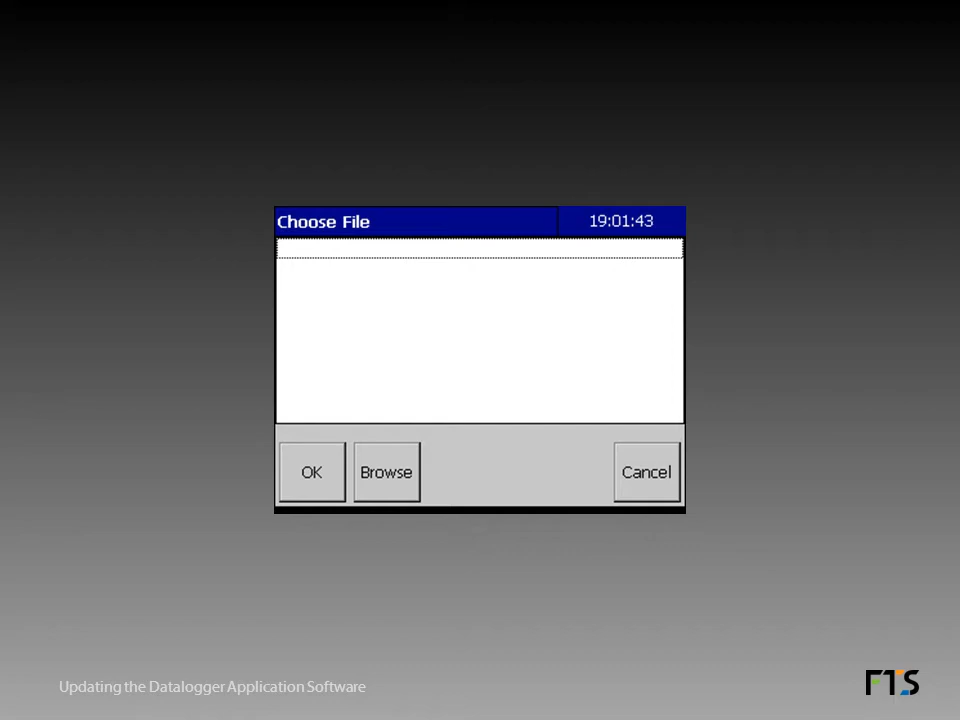 Choose File 19:01:43
OK Browse Cancel
Updating the Datalogger Application Software
FTS